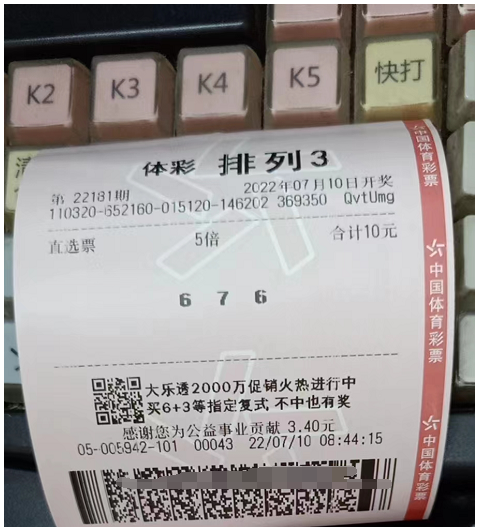 K2 K3 K4 K5 快打
体彩 排列3
第 22181期 2022年07月10日开奖
110320-652160-015120-146202 369350 QvtUmg
直选票 5倍 合计10元
6 7 6
大乐透2000万促销火热进行中
买6+3等指定复式 不中也有奖
感谢您为公益事业贡献 3.40元
05-005942-101 00043 22/07/10 08:44:15
中国体育彩票
中国体育彩票
中国体育彩票